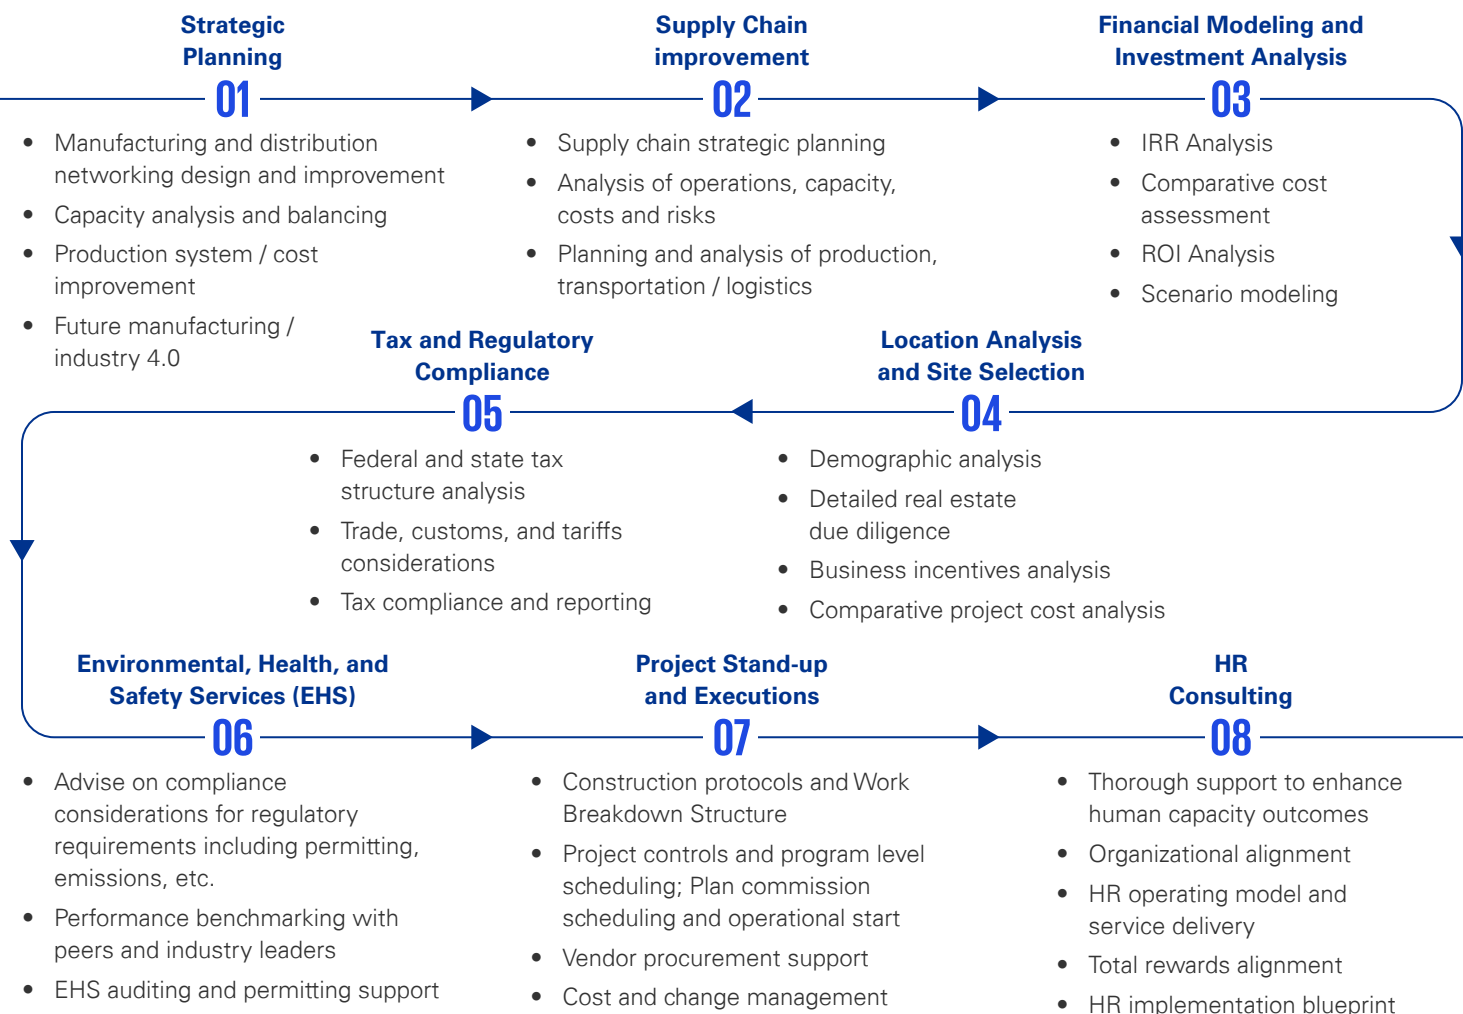 Strategic
Planning
01
Manufacturing and distribution
networking design and improvement
Capacity analysis and balancing
Production system / cost
improvement
Future manufacturing /
industry 4.0
Supply Chain
improvement
02
Supply chain strategic planning
Analysis of operations, capacity,
costs and risks
Planning and analysis of production,
transportation / logistics
Financial Modeling and
Investment Analysis
03
IRR Analysis
Comparative cost
assessment
ROI Analysis
Scenario modeling
Location Analysis
and Site Selection
04
Demographic analysis
Detailed real estate
due diligence
Business incentives analysis
Comparative project cost analysis
Tax and Regulatory
Compliance
05
Federal and state tax
structure analysis
Trade, customs, and tariffs
considerations
Tax compliance and reporting
Environmental, Health, and
Safety Services (EHS)
06
Advise on compliance
considerations for regulatory
requirements including permitting,
emissions, etc.
Performance benchmarking with
peers and industry leaders
EHS auditing and permitting support
Project Stand-up
and Executions
07
Construction protocols and Work
Breakdown Structure
Project controls and program level
scheduling; Plan commission
scheduling and operational start
Vendor procurement support
Cost and change management
HR
Consulting
08
Thorough support to enhance
human capacity outcomes
Organizational alignment
HR operating model and
service delivery
Total rewards alignment
HR implementation blueprint